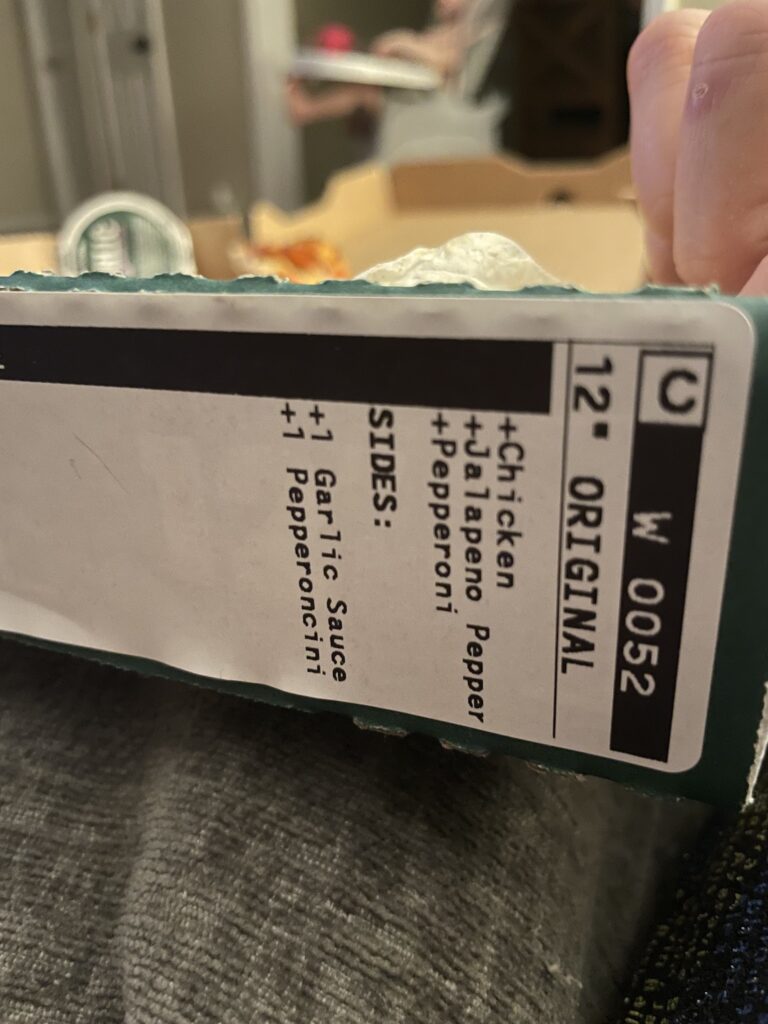 C W 0052
12" ORIGINAL
+Chicken
+Jalapeno Pepper
+Pepperoni
SIDES:
+1 Garlic Sauce
+1 Pepperoncini